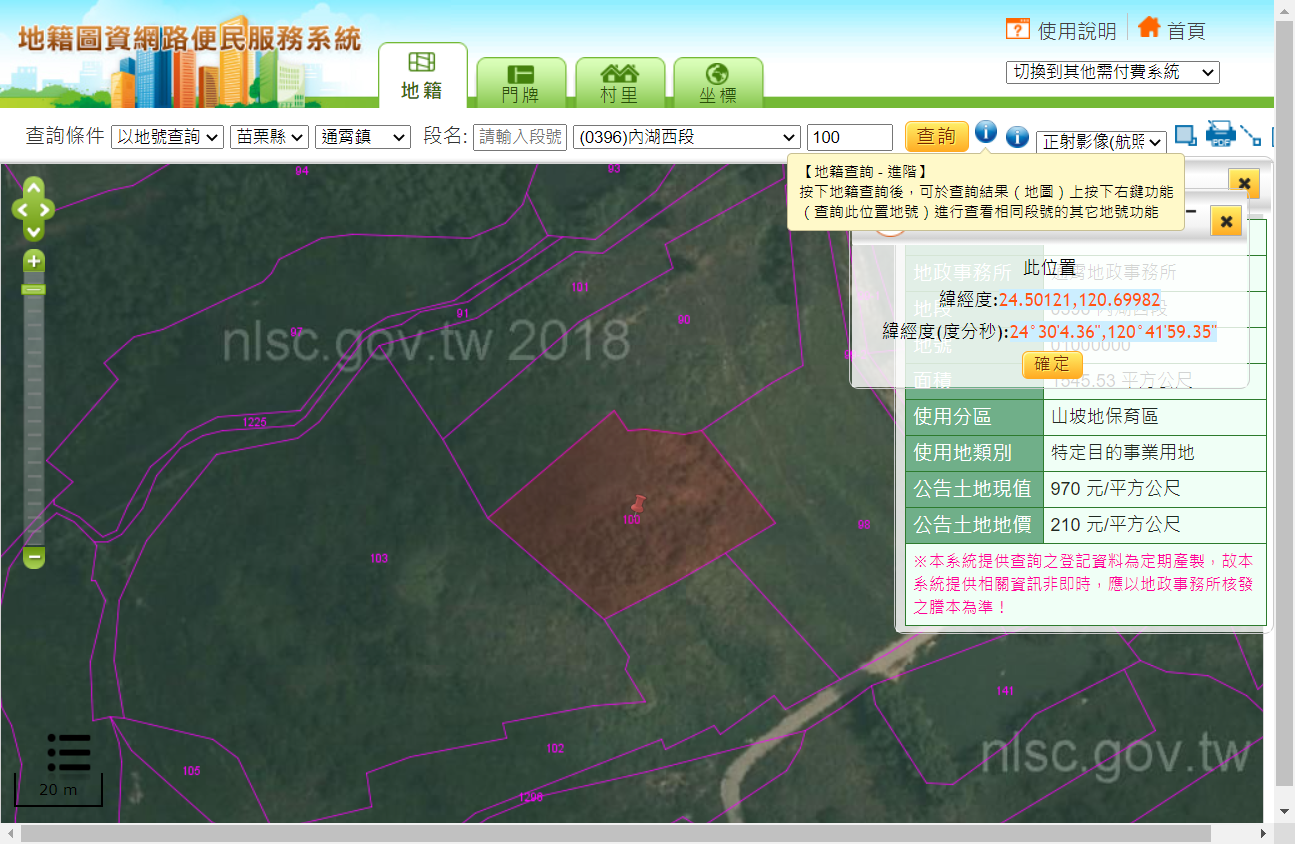 地籍圖資網路便民服務系統
使用說明
首頁
切換到其他需付費系統
地籍
門牌
村里
坐標
查詢條件 以地號查詢 苗栗縣 通霄鎮 段名: 請輸入段號 (0396)內湖西段 100 查詢 正射影像(航照
PDF
【地籍查詢 - 進階】
按下地籍查詢後，可於查詢結果（地圖）上按下右鍵功能
（查詢此位置地號）進行查看相同段號的其它地號功能
此位置
緯經度:24.50121,120.69982
緯經度(度分秒):24°30'4.36",120°41'59.35"
確定
地政事務所 通霄地政事務所
地段 0396 內湖西段
地號 01000000
面積 1545.53 平方公尺
使用分區 山坡地保育區
使用地類別 特定目的事業用地
公告土地現值 970 元/平方公尺
公告土地地價 210 元/平方公尺
※本系統提供查詢之登記資料為定期產製，故本
系統提供相關資訊非即時，應以地政事務所核發
之謄本為準！
94
93
101
91
90
97
nlsc.gov.tw 2018
1225
100
98
103
141
102
nlsc.gov.tw
105
1298
20 m